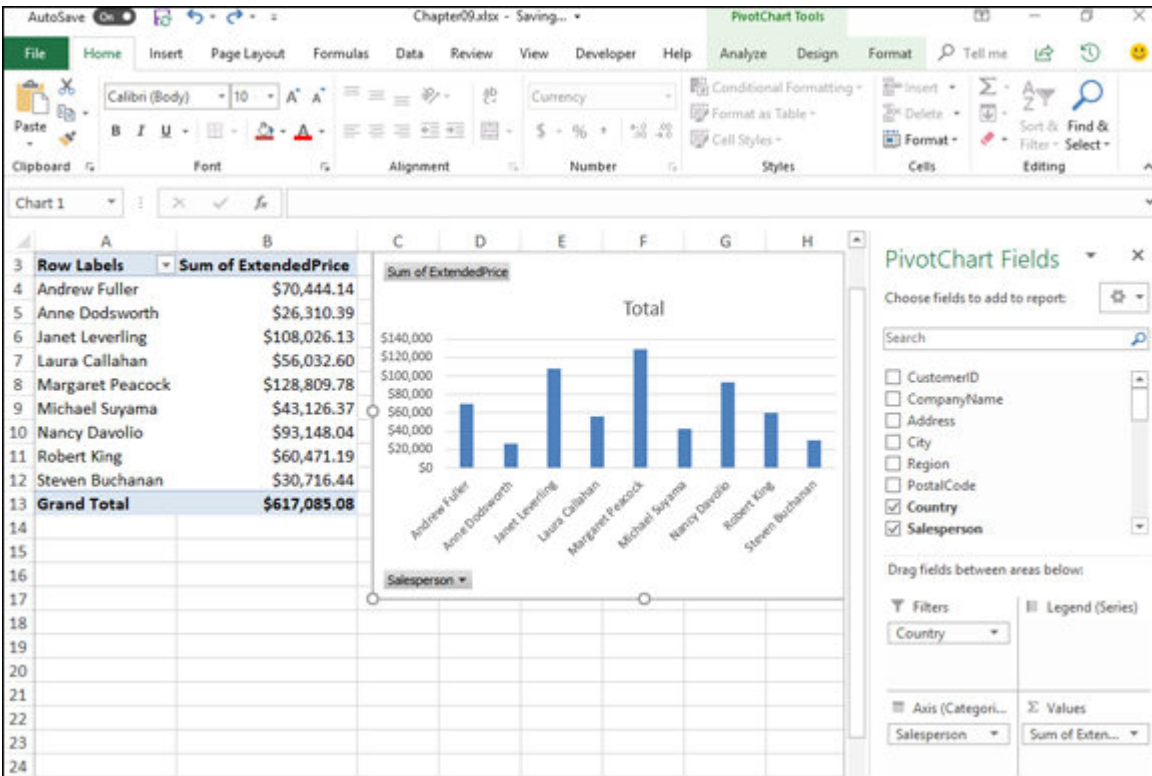 AutoSave On Chapter09.xlsx - Saving... PivotChart Tools
File Home Insert Page Layout Formulas Data Review View Developer Help Analyze Design Format Tell me
Paste
Calibri (Body) 10 A A
B I U A
Currency
$ % ,
Conditional Formatting
Format as Table
Cell Styles
Insert
Delete
Format
Sort & Filter
Find & Select
Clipboard Font Alignment Number Styles Cells Editing
Chart 1 fx
A B C D E F G H
3 Row Labels Sum of ExtendedPrice
4 Andrew Fuller $70,444.14
5 Anne Dodsworth $26,310.39
6 Janet Leverling $108,026.13
7 Laura Callahan $56,032.60
8 Margaret Peacock $128,809.78
9 Michael Suyama $43,126.37
10 Nancy Davolio $93,148.04
11 Robert King $60,471.19
12 Steven Buchanan $30,716.44
13 Grand Total $617,085.08
14
15
16
17
18
19
20
21
22
23
24
Sum of ExtendedPrice
Total
$140,000
$120,000
$100,000
$80,000
$60,000
$40,000
$20,000
$0
Andrew Fuller
Anne Dodsworth
Janet Leverling
Laura Callahan
Margaret Peacock
Michael Suyama
Nancy Davolio
Robert King
Steven Buchanan
Salesperson
PivotChart Fields
Choose fields to add to report:
Search
CustomerID
CompanyName
Address
City
Region
PostalCode
Country
Salesperson
Drag fields between areas below:
Filters Legend (Series)
Country
Axis (Categori... Σ Values
Salesperson Sum of Exten...